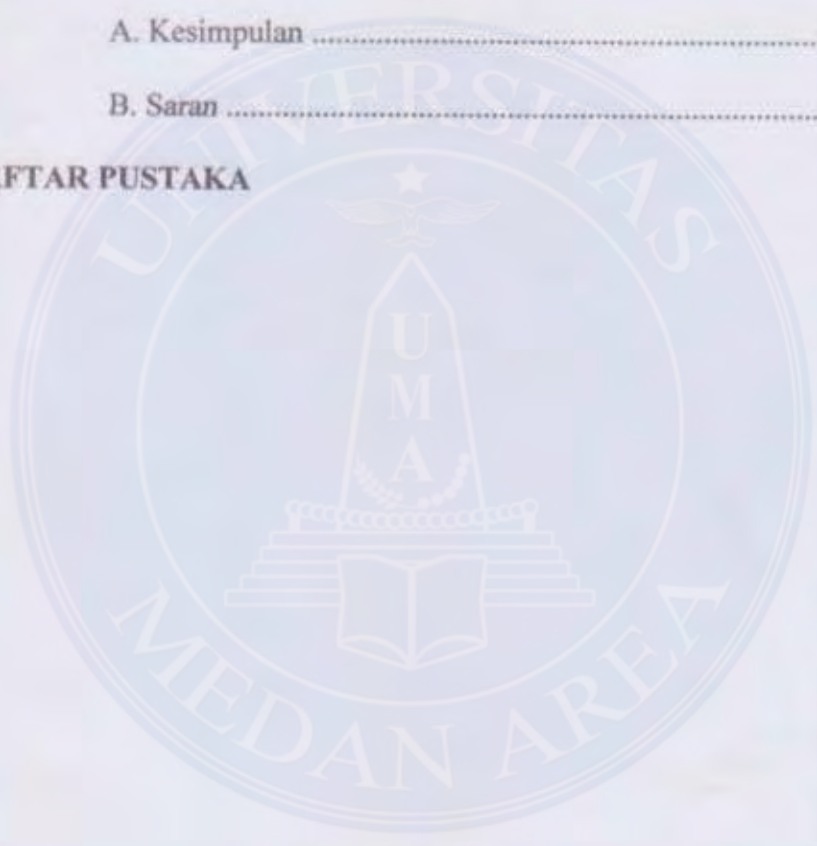 A. Kesimpulan ........................................................................
B. Saran ........................................................................
FTAR PUSTAKA
UNIVERSITAS
U
M
A
MEDAN AREA